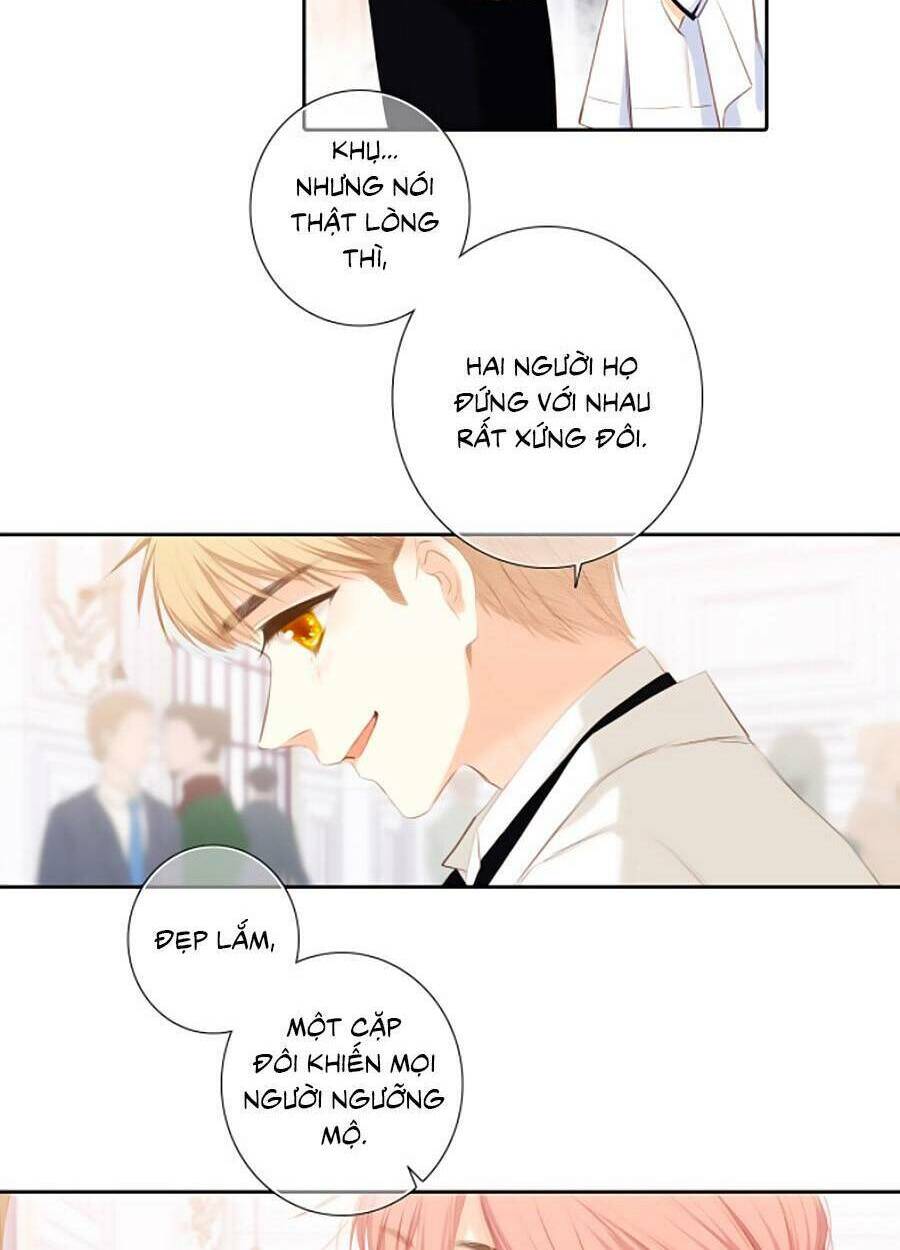 KHỤ...
NHƯNG NÓI
THẬT LÒNG
THÌ,
HAI NGƯỜI HỌ
ĐỨNG VỚI NHAU
RẤT XỨNG ĐÔI.
ĐẸP LẮM,
MỘT CẶP
ĐÔI KHIẾN MỌI
NGƯỜI NGƯỠNG
MỘ.